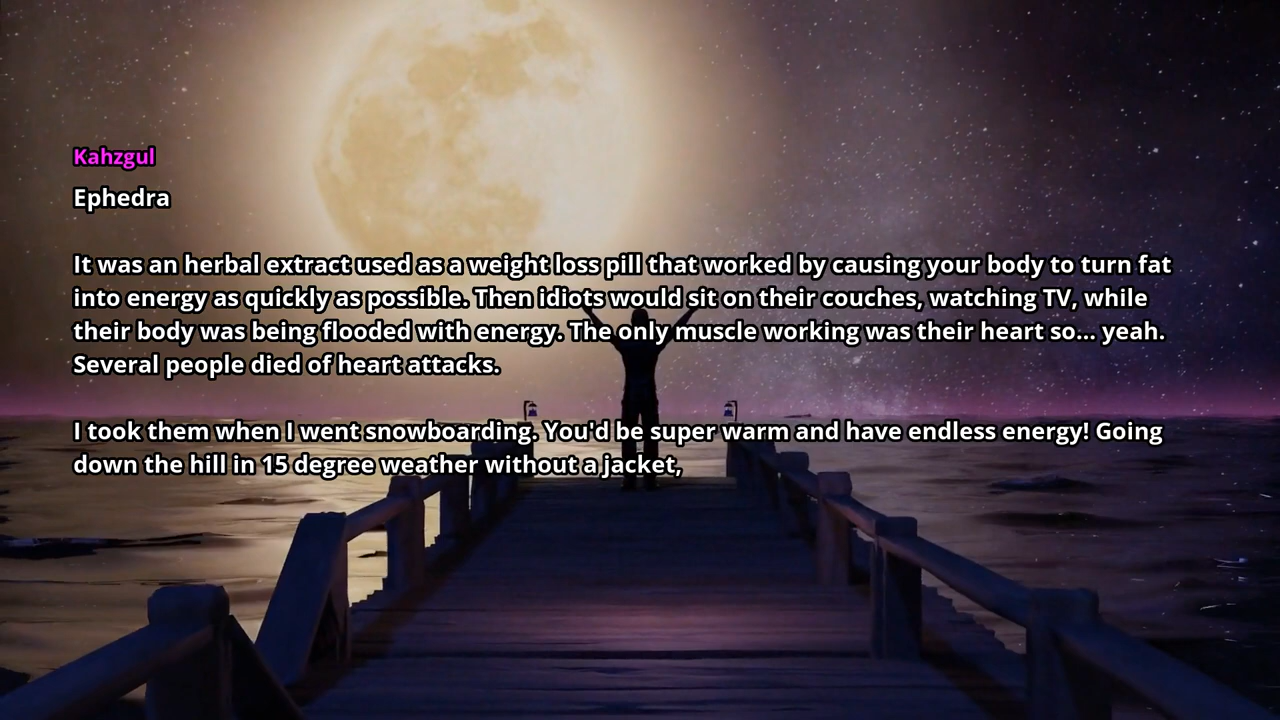 Kahzgul
Ephedra
It was an herbal extract used as a weight loss pill that worked by causing your body to turn fat
into energy as quickly as possible. Then idiots would sit on their couches, watching TV, while
their body was being flooded with energy. The only muscle working was their heart so... yeah.
Several people died of heart attacks.
I took them when I went snowboarding. You'd be super warm and have endless energy! Going
down the hill in 15 degree weather without a jacket,